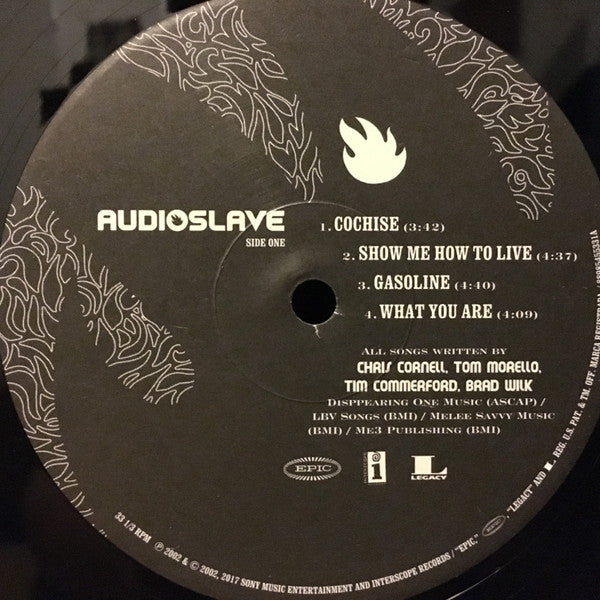 AUDIOSLAVE
SIDE ONE
1. COCHISE (3:42)
2. SHOW ME HOW TO LIVE (4:37)
3. GASOLINE (4:40)
4. WHAT YOU ARE (4:09)
ALL SONGS WRITTEN BY
CHRIS CORNELL, TOM MORELLO,
TIM COMMERFORD, BRAD WILK
DISPPEARING ONE MUSIC (ASCAP) /
LBV SONGS (BMI) / MELEE SAVVY MUSIC
(BMI) / ME3 PUBLISHING (BMI)
EPIC
i
L
LEGACY
33 1/3 RPM ℗ 2002 & © 2002, 2017 SONY MUSIC ENTERTAINMENT AND INTERSCOPE RECORDS / "EPIC," EPIC, "LEGACY" AND L REG. U.S. PAT. & TM. OFF. MARCA REGISTRADA. / 88985455331A